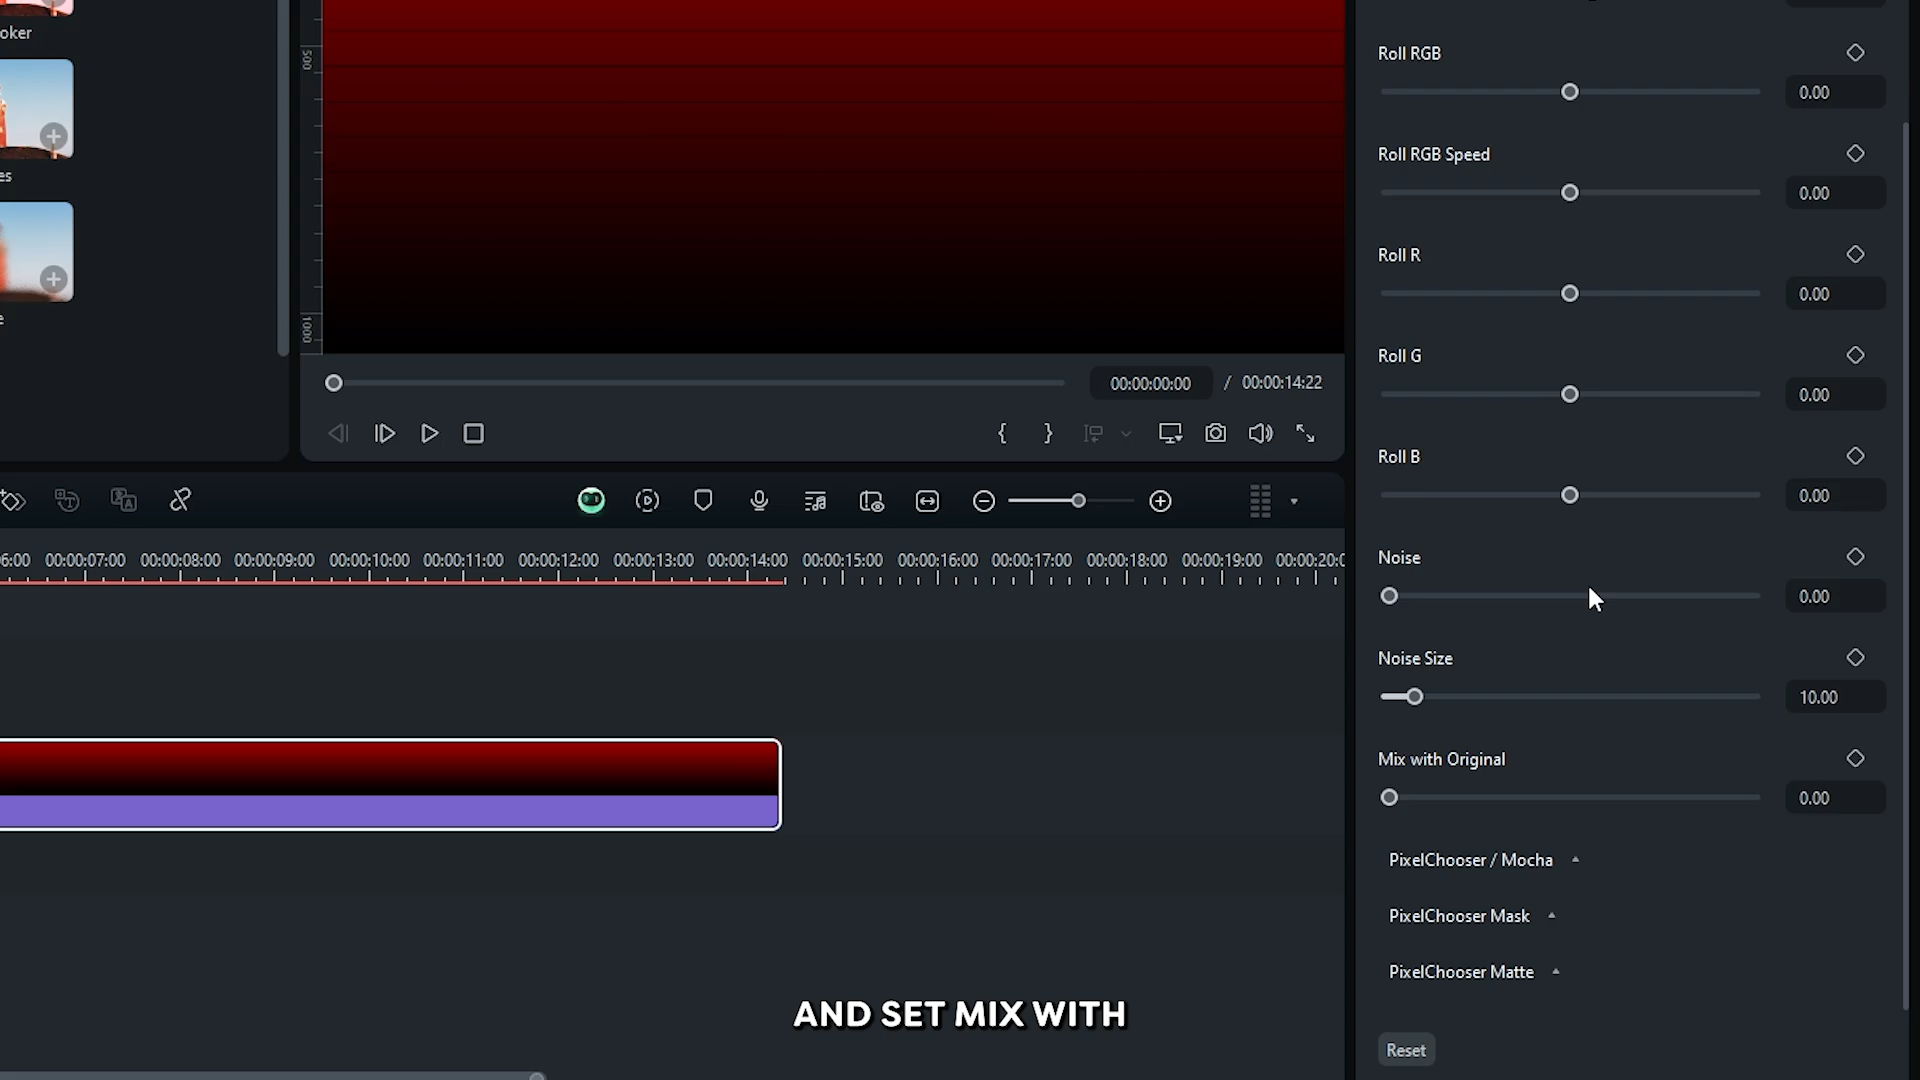 oker
es
e
500
1000
00:00:00:00 / 00:00:14:22
6:00 00:00:07:00 00:00:08:00 00:00:09:00 00:00:10:00 00:00:11:00 00:00:12:00 00:00:13:00 00:00:14:00 00:00:15:00 00:00:16:00 00:00:17:00 00:00:18:00 00:00:19:00 00:00:20:0
Roll RGB
0.00
Roll RGB Speed
0.00
Roll R
0.00
Roll G
0.00
Roll B
0.00
Noise
0.00
Noise Size
10.00
Mix with Original
0.00
PixelChooser / Mocha
PixelChooser Mask
PixelChooser Matte
Reset
AND SET MIX WITH